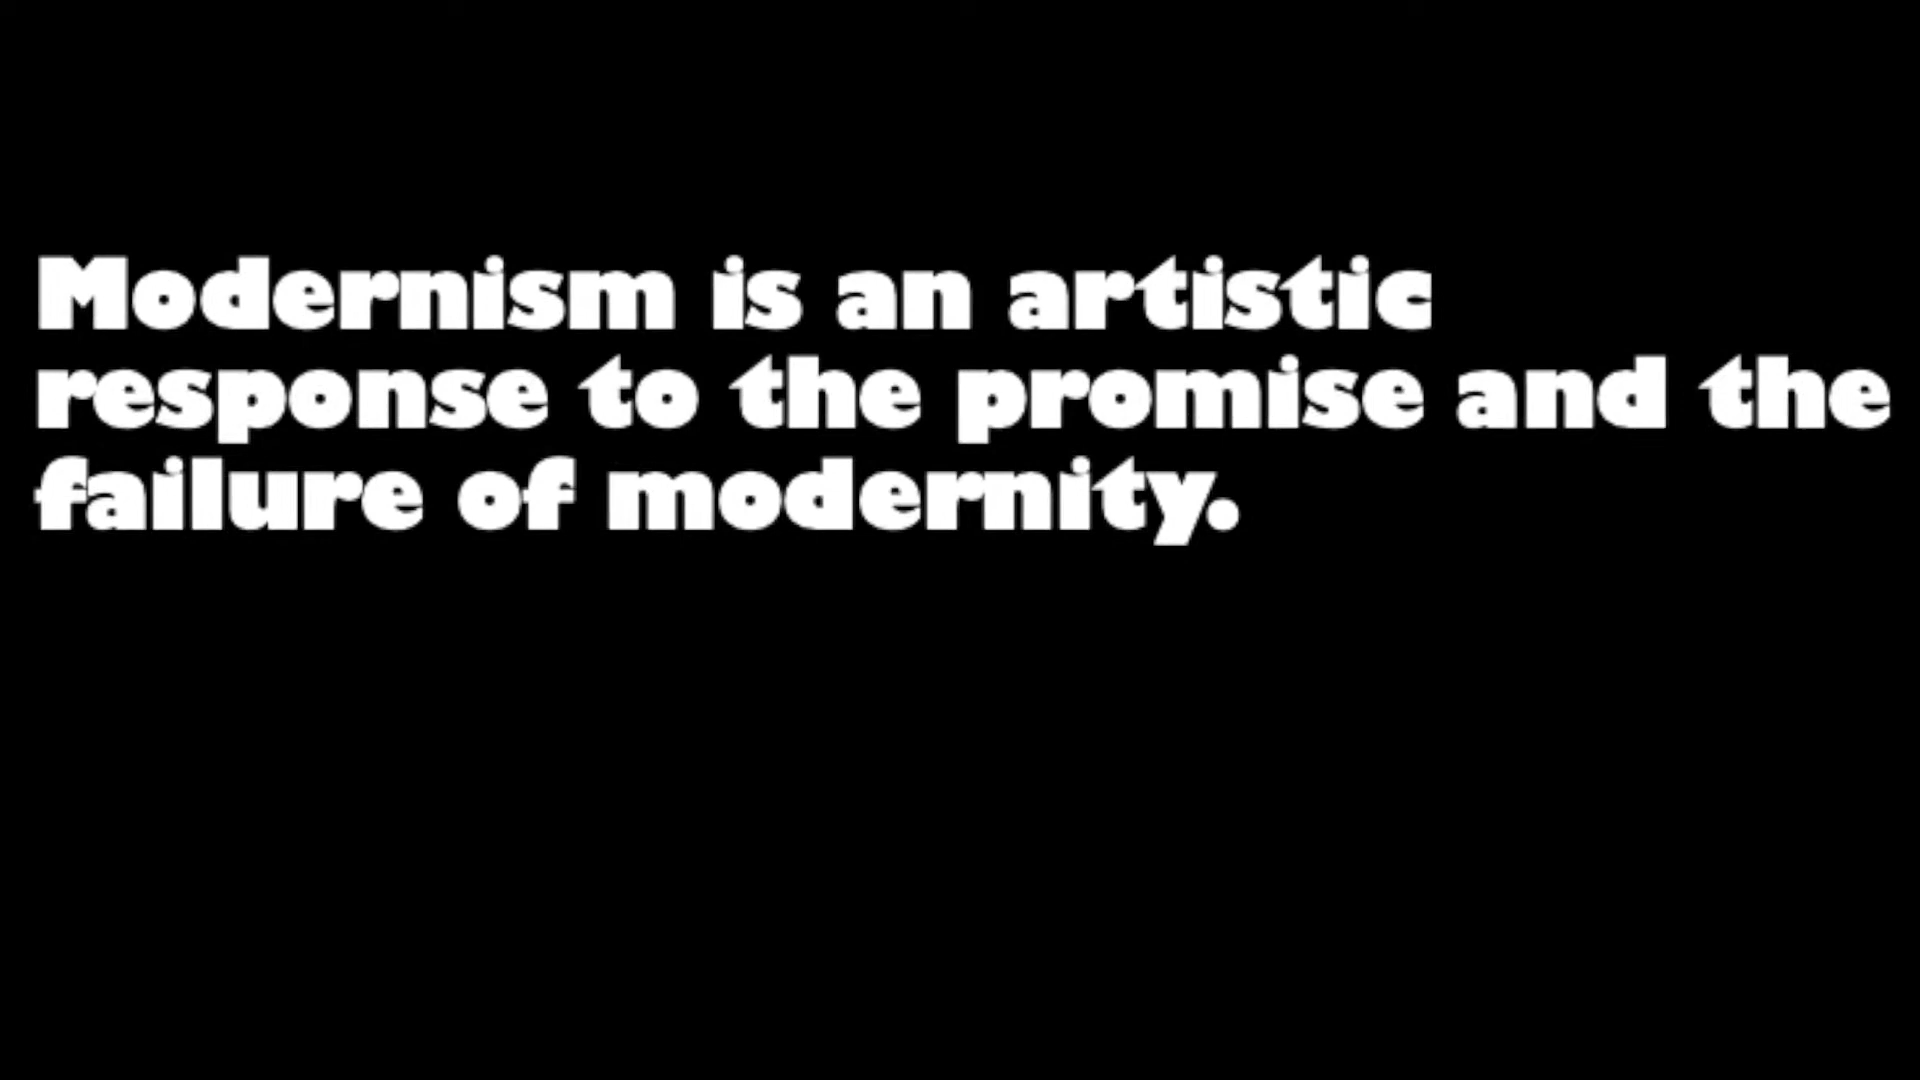 Modernism is an artistic
response to the promise and the
failure of modernity.